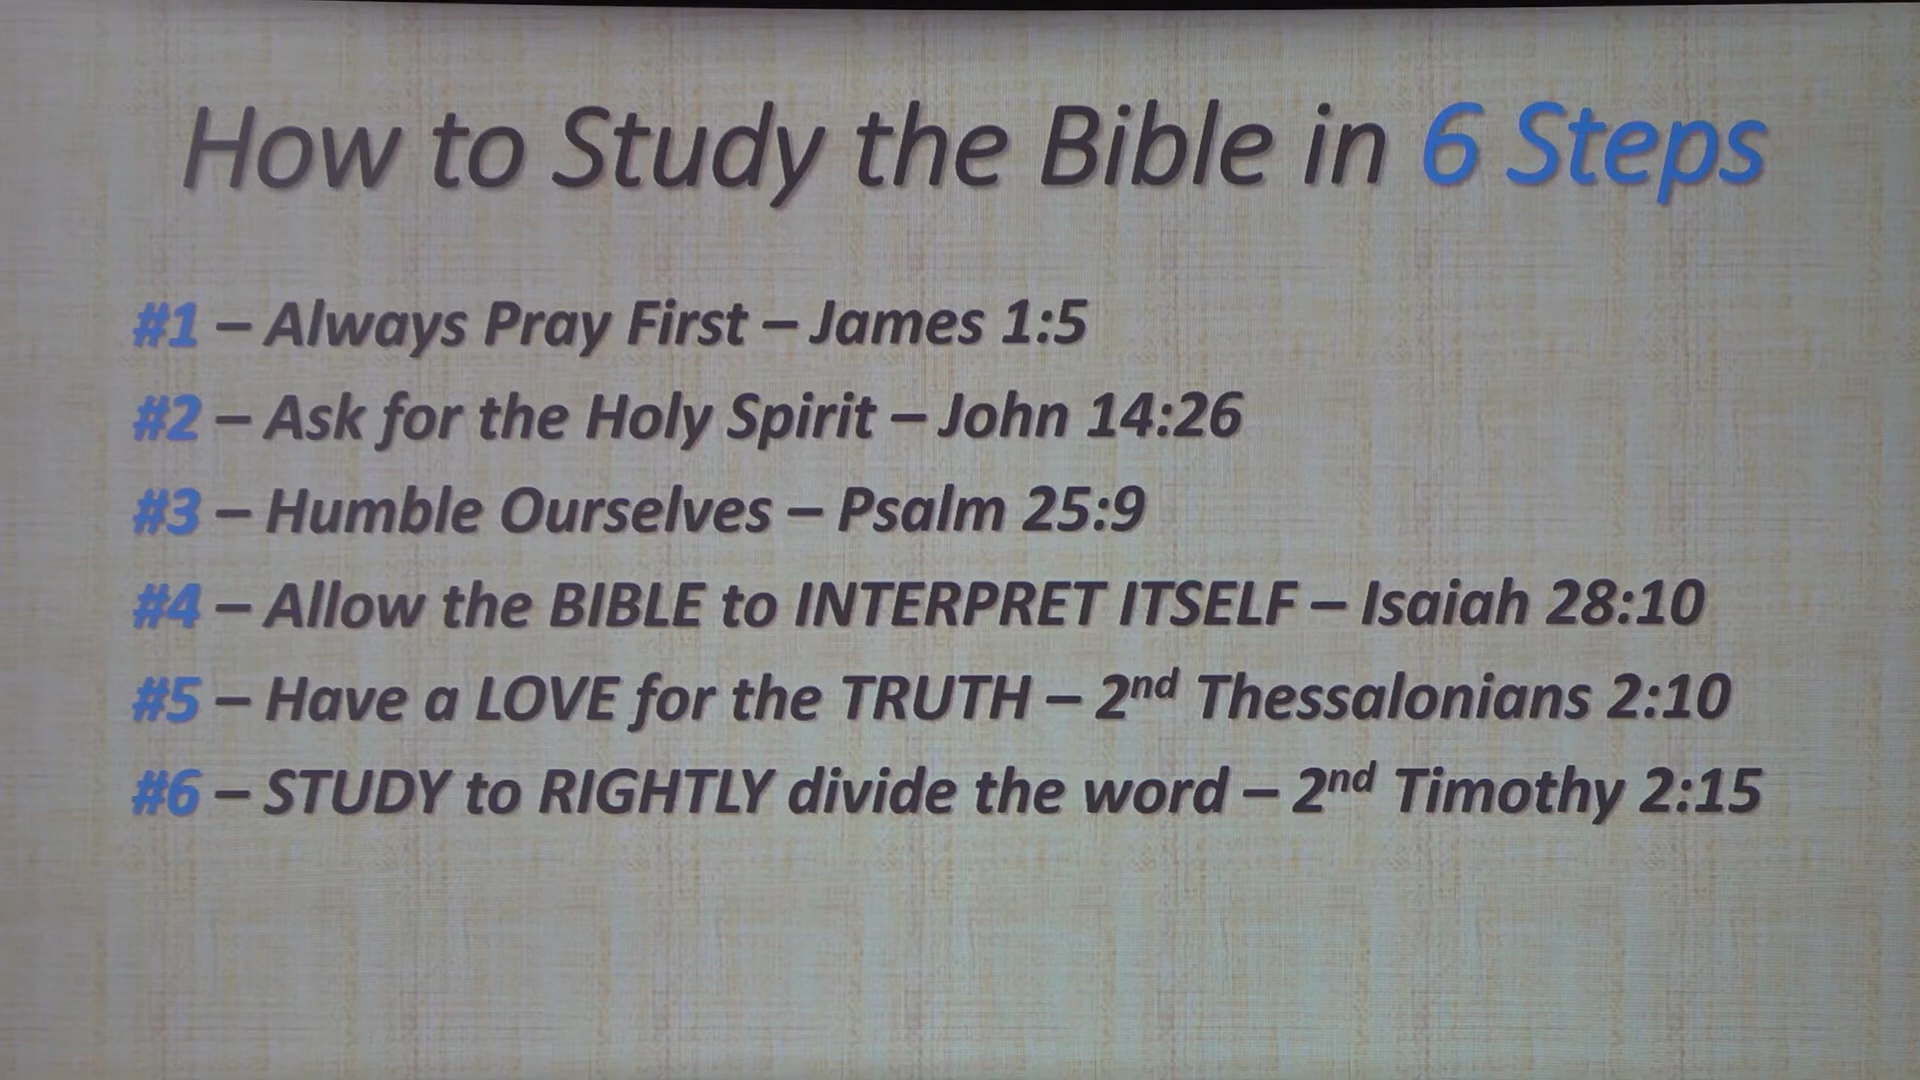 How to Study the Bible in 6 Steps
#1 – Always Pray First – James 1:5
#2 – Ask for the Holy Spirit – John 14:26
#3 – Humble Ourselves – Psalm 25:9
#4 – Allow the BIBLE to INTERPRET ITSELF – Isaiah 28:10
#5 – Have a LOVE for the TRUTH – 2nd Thessalonians 2:10
#6 – STUDY to RIGHTLY divide the word – 2nd Timothy 2:15